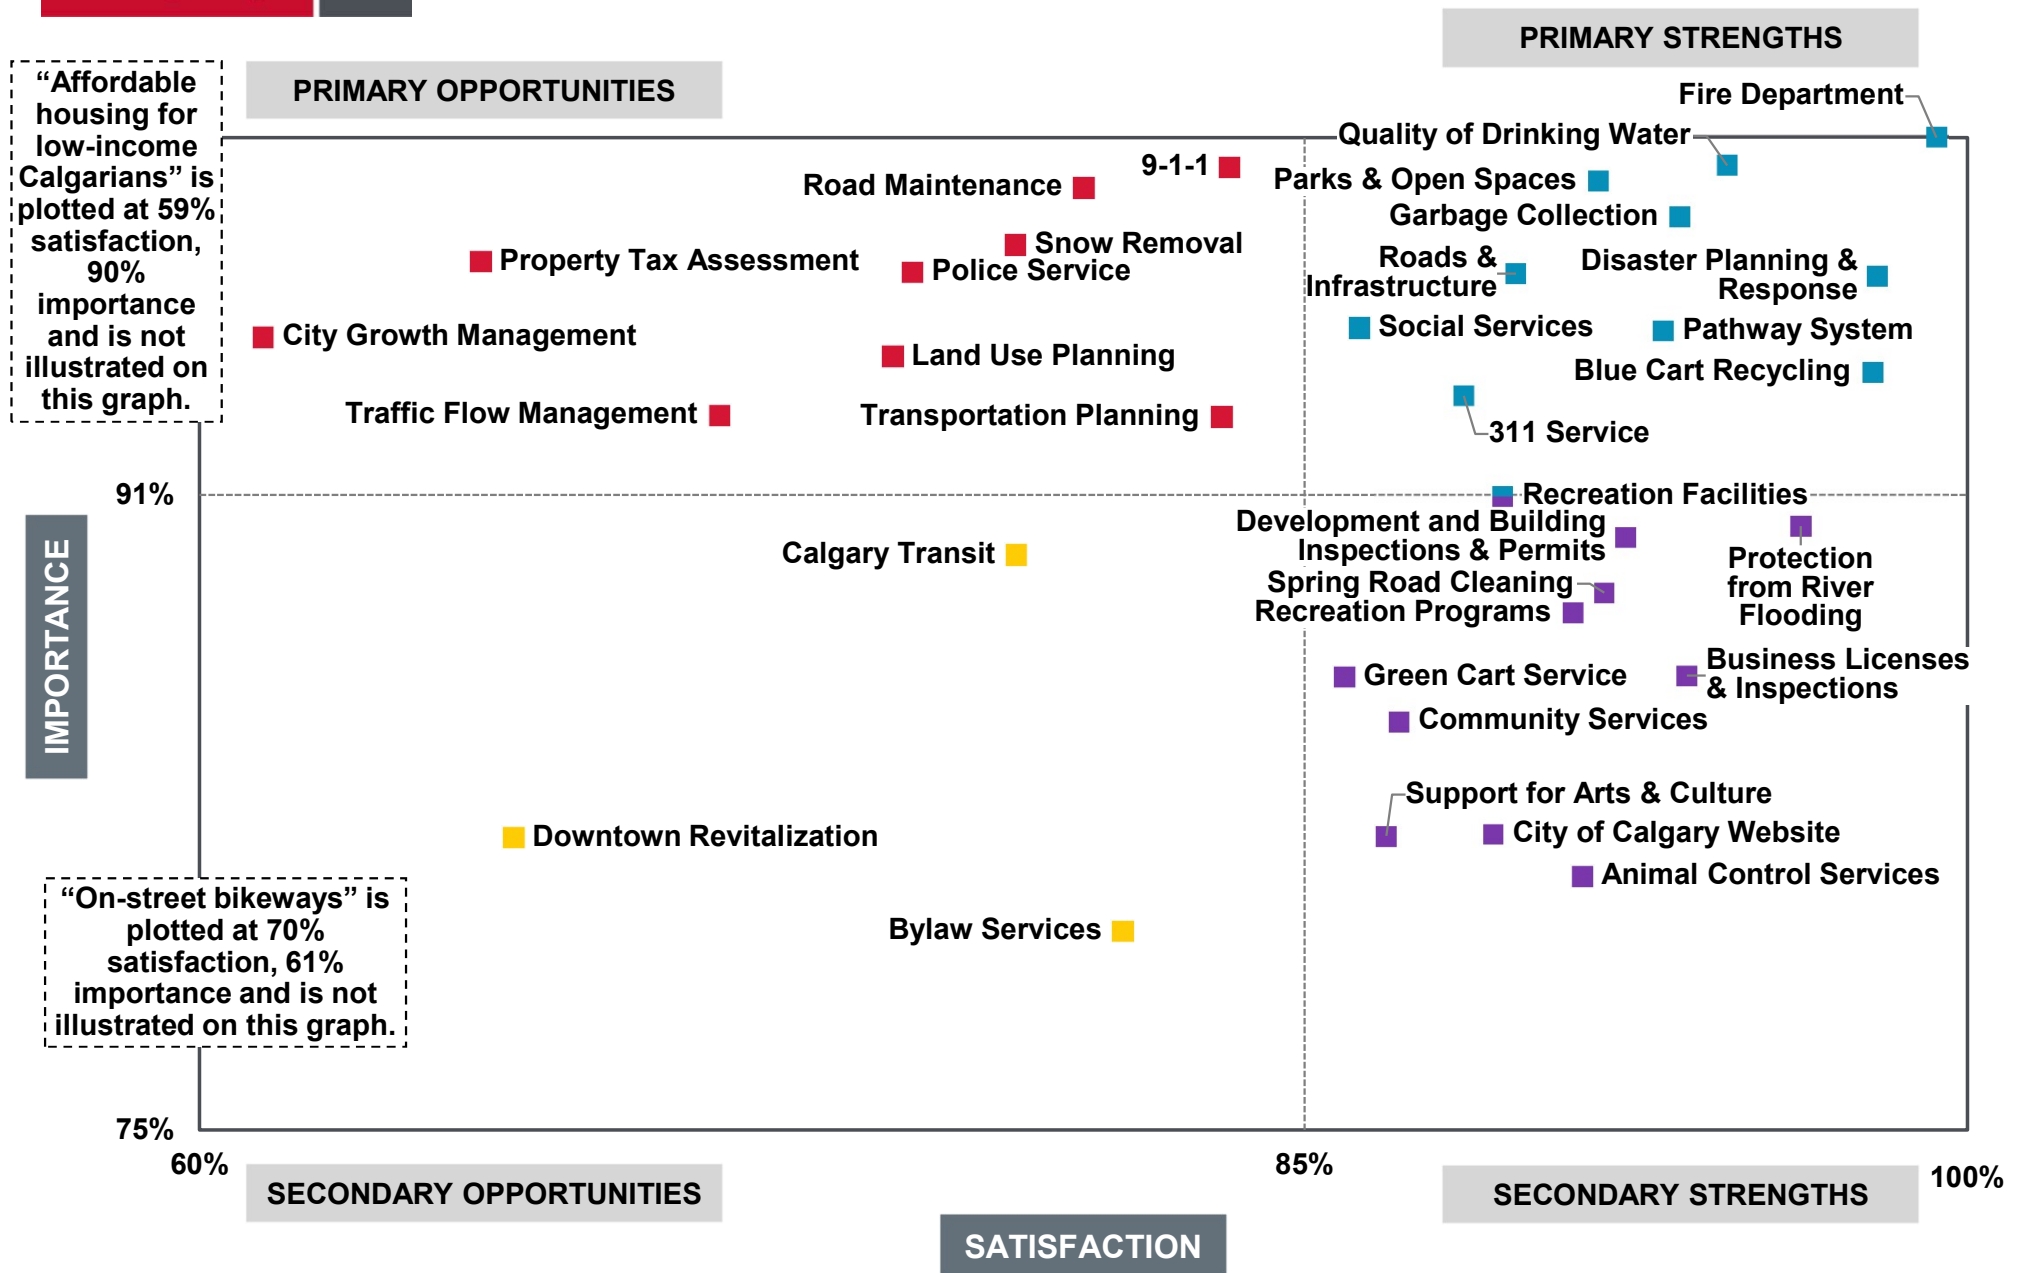 PRIMARY STRENGTHS
PRIMARY OPPORTUNITIES
“Affordable
housing for
low-income
Calgarians” is
plotted at 59%
satisfaction,
90%
importance
and is not
illustrated on
this graph.
Fire Department
Quality of Drinking Water
9-1-1
Parks & Open Spaces
Road Maintenance
Garbage Collection
Snow Removal
Property Tax Assessment
Police Service
Roads &
Infrastructure
Disaster Planning &
Response
Social Services
Pathway System
City Growth Management
Land Use Planning
Blue Cart Recycling
Traffic Flow Management
Transportation Planning
311 Service
91%
Recreation Facilities
Development and Building
Inspections & Permits
Calgary Transit
Protection
from River
Flooding
Spring Road Cleaning
Recreation Programs
IMPORTANCE
Green Cart Service
Business Licenses
& Inspections
Community Services
Support for Arts & Culture
Downtown Revitalization
City of Calgary Website
Animal Control Services
“On-street bikeways” is
plotted at 70%
satisfaction, 61%
importance and is not
illustrated on this graph.
Bylaw Services
75%
60%
85%
100%
SECONDARY OPPORTUNITIES
SECONDARY STRENGTHS
SATISFACTION